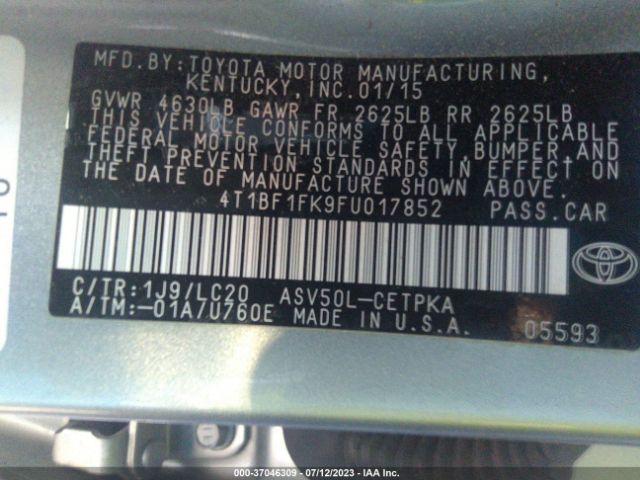 MFD. BY: TOYOTA MOTOR MANUFACTURING,
KENTUCKY, INC. 01/15
GVWR 4630LB GAWR FR 2625LB RR 2625LB
THIS VEHICLE CONFORMS TO ALL APPLICABLE
FEDERAL MOTOR VEHICLE SAFETY, BUMPER, AND
THEFT PREVENTION STANDARDS IN EFFECT ON
THE DATE OF MANUFACTURE SHOWN ABOVE.
4T1BF1FK9FU017852 PASS.CAR
C/TR:1J9/LC20 ASV50L-CETPKA
A/TM:-01A/U760E MADE IN U.S.A.
05593
000-37046309 - 07/12/2023 - IAA Inc.